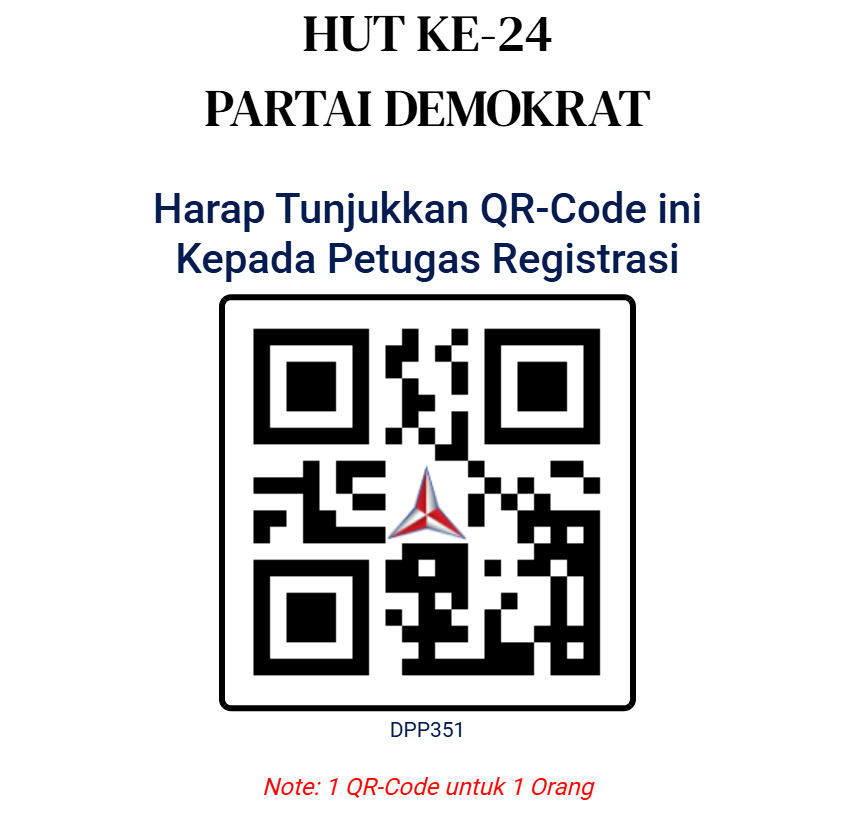 HUT KE-24
PARTAI DEMOKRAT
Harap Tunjukkan QR-Code ini
Kepada Petugas Registrasi
DPP351
Note: 1 QR-Code untuk 1 Orang